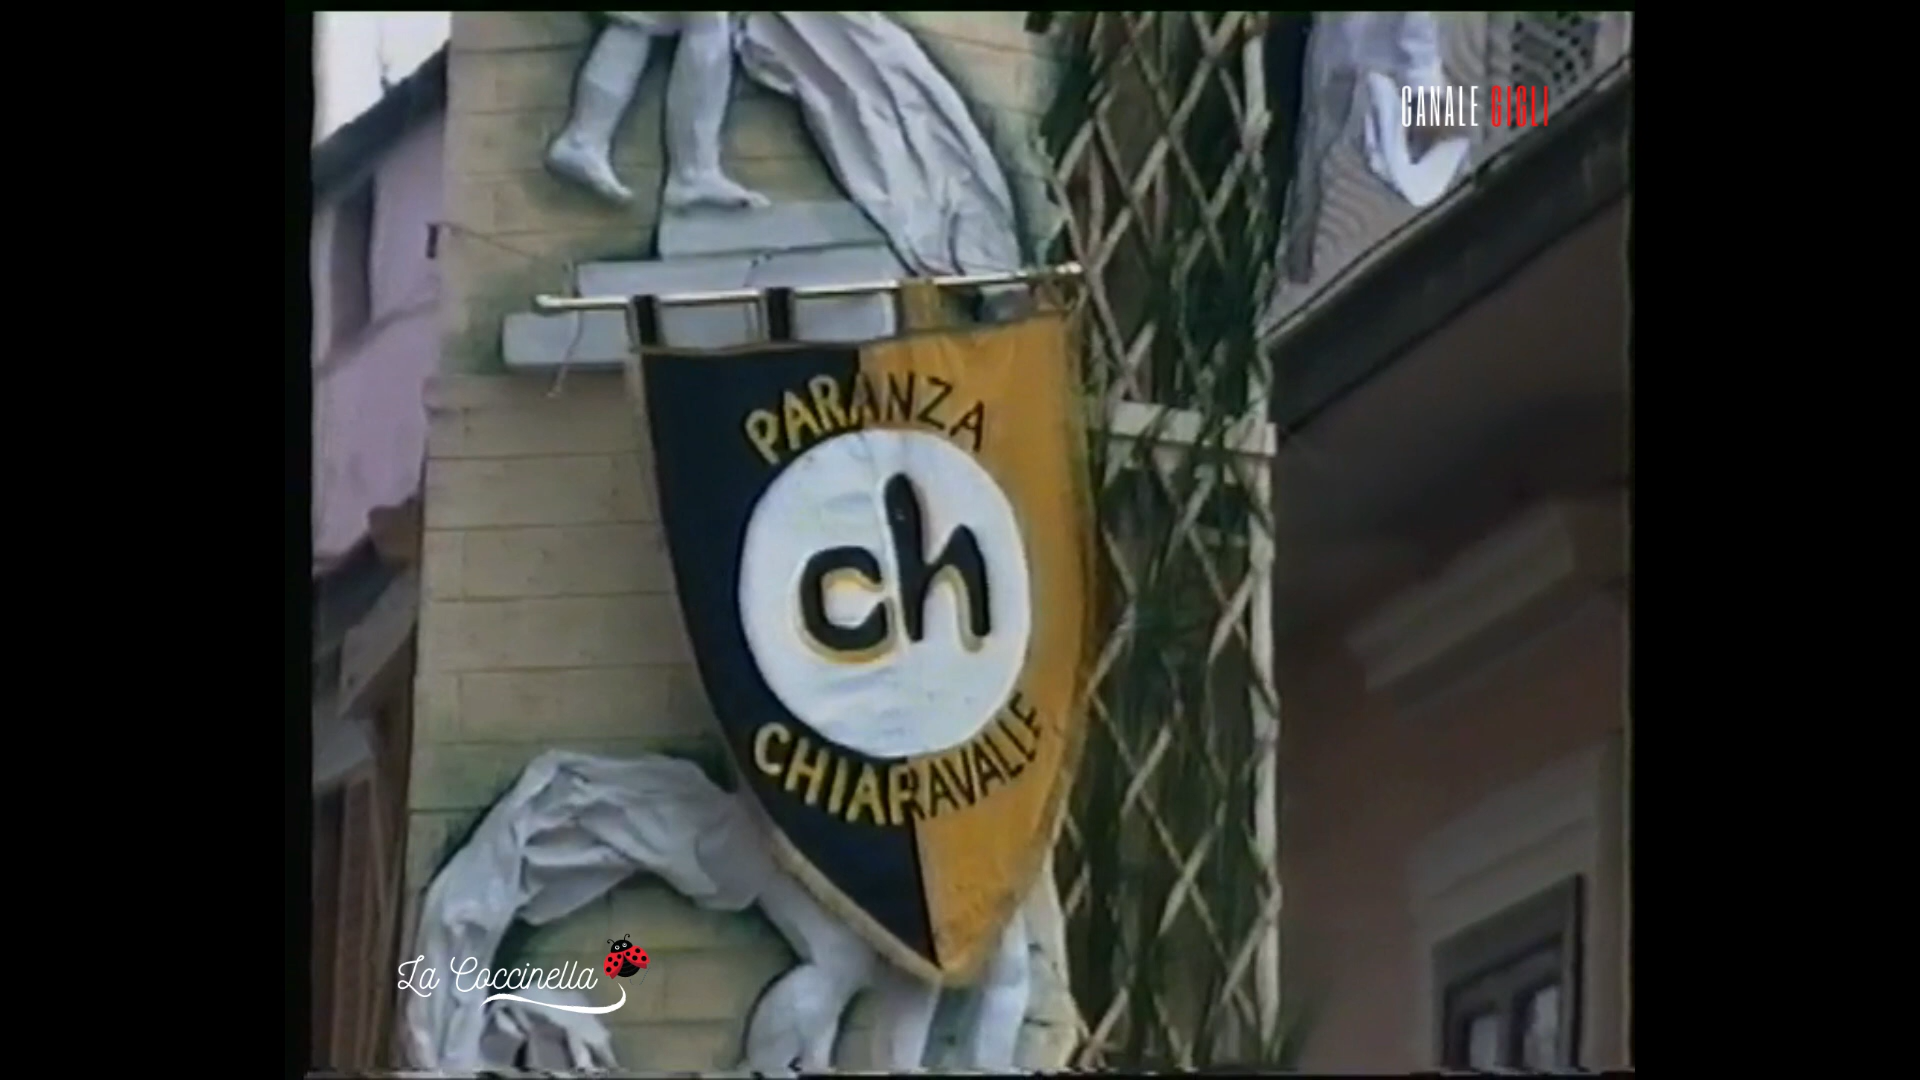 CANALE GIGLI
PARANZA
ch
CHIARAVALLE
La Coccinella